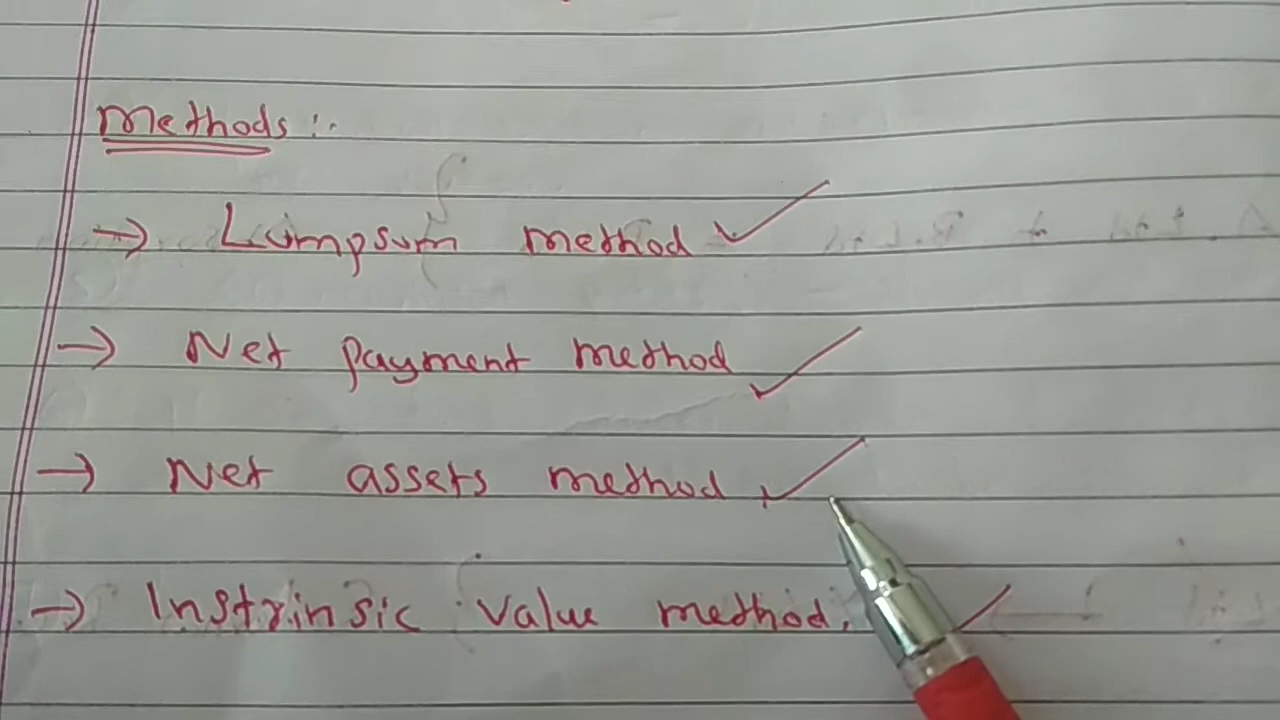 Methods :-
→ Lumpsum method ✓
→ Net payment method ✓
→ Net assets method ✓
→ Instrinsic value method. ✓